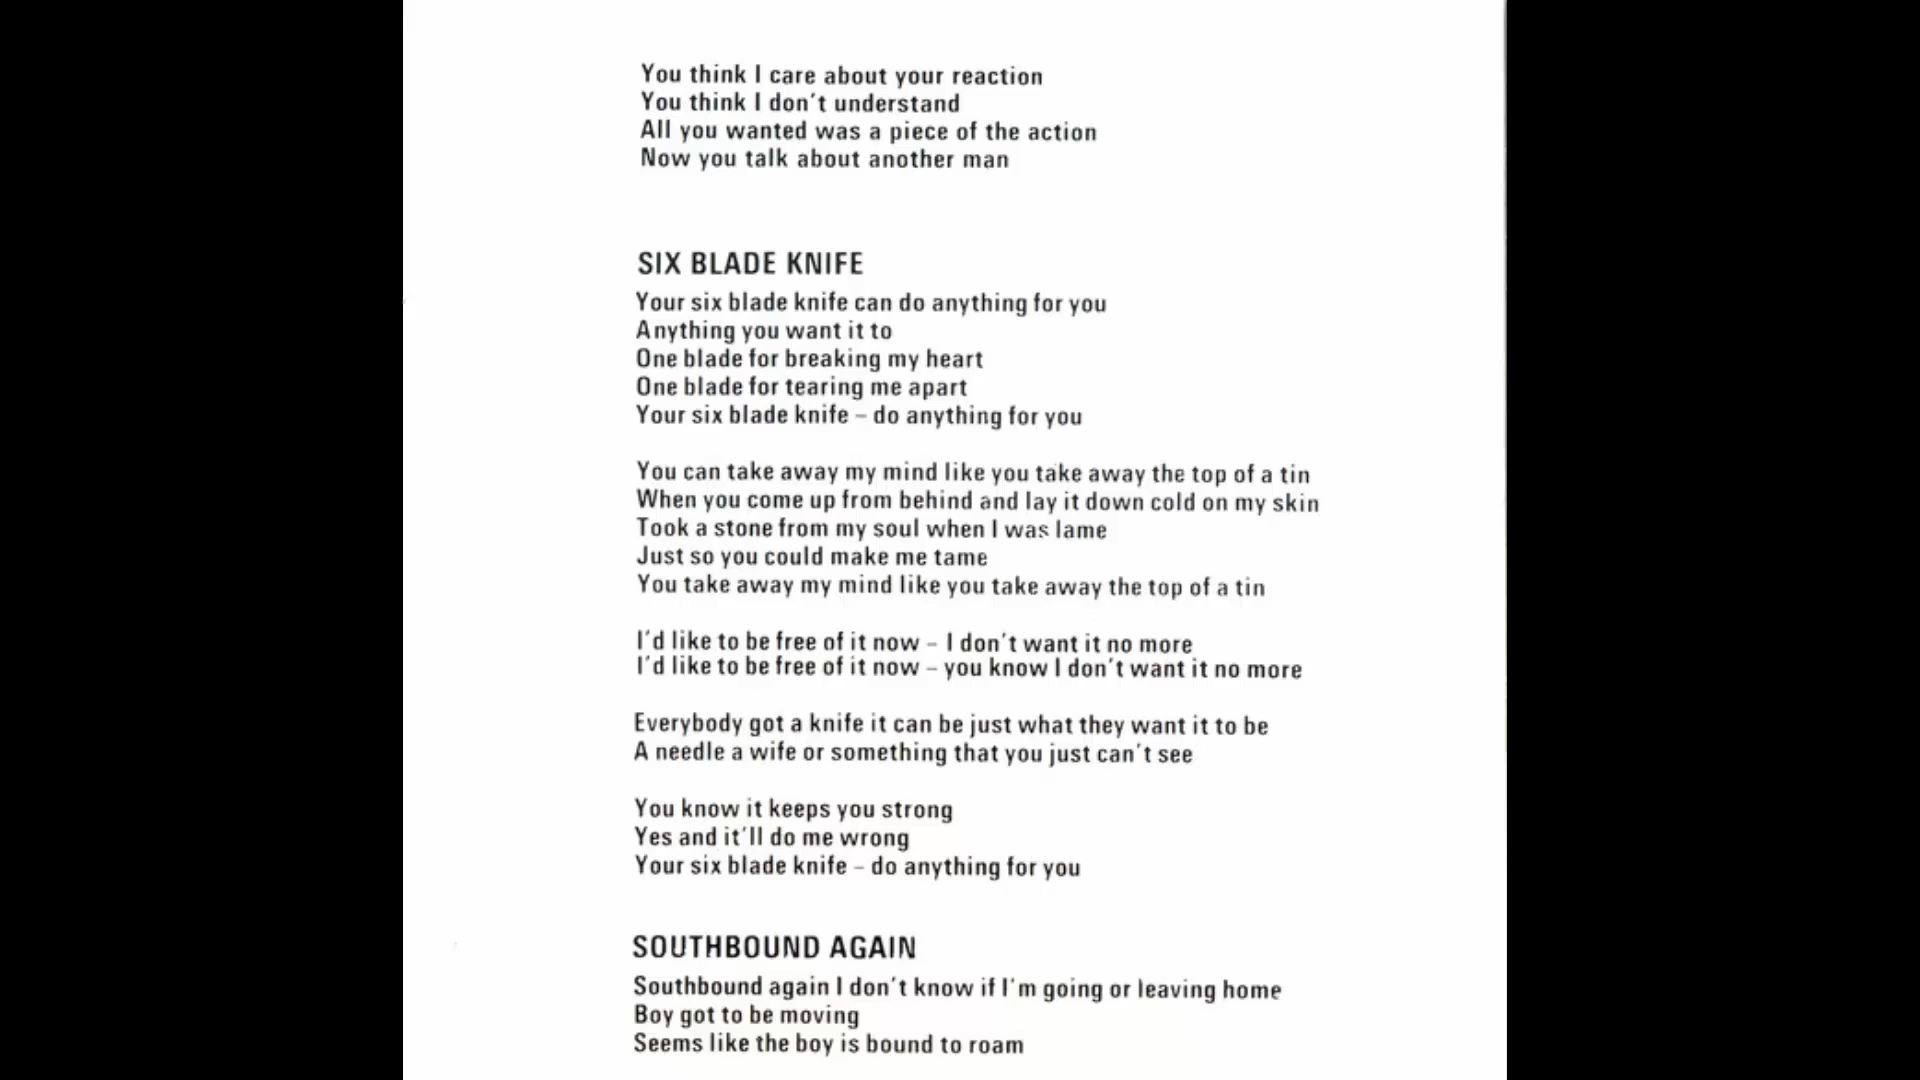 You think I care about your reaction
You think I don't understand
All you wanted was a piece of the action
Now you talk about another man
SIX BLADE KNIFE
Your six blade knife can do anything for you
Anything you want it to
One blade for breaking my heart
One blade for tearing me apart
Your six blade knife – do anything for you
You can take away my mind like you take away the top of a tin
When you come up from behind and lay it down cold on my skin
Took a stone from my soul when I was lame
Just so you could make me tame
You take away my mind like you take away the top of a tin
I'd like to be free of it now – I don't want it no more
I'd like to be free of it now – you know I don't want it no more
Everybody got a knife it can be just what they want it to be
A needle a wife or something that you just can't see
You know it keeps you strong
Yes and it'll do me wrong
Your six blade knife – do anything for you
SOUTHBOUND AGAIN
Southbound again I don't know if I'm going or leaving home
Boy got to be moving
Seems like the boy is bound to roam